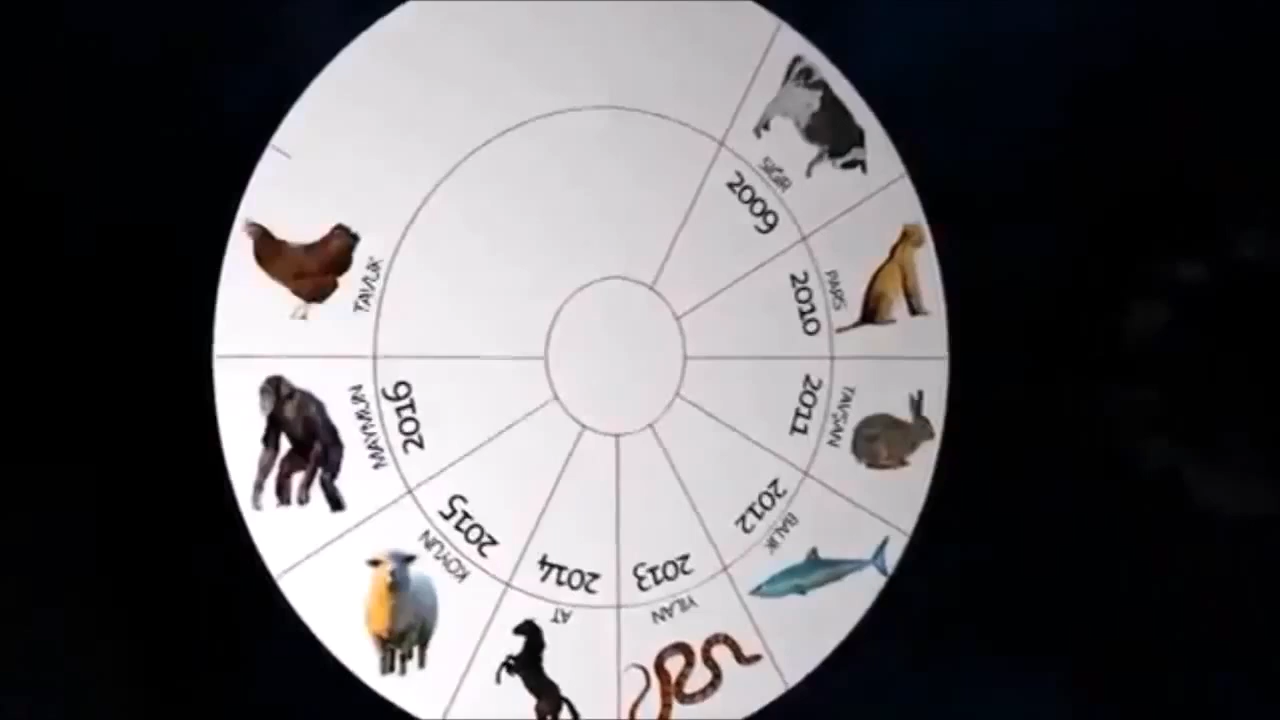 SIĞIR
2009
PARS
2010
TAVŞAN
2011
BALIK
2012
YILAN
2013
AT
2014
KOYUN
2015
MAYMUN
2016
TAVUK